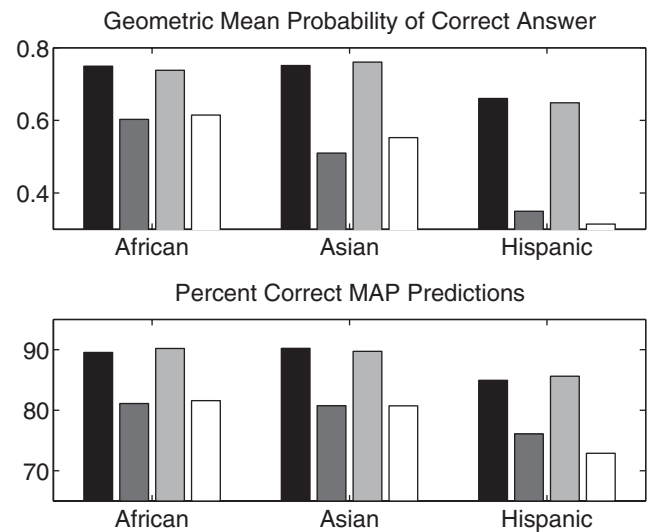 Geometric Mean Probability of Correct Answer
0.8
0.6
0.4
African Asian Hispanic
Percent Correct MAP Predictions
90
80
70
African Asian Hispanic